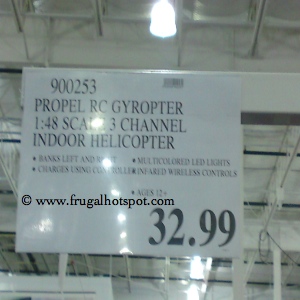 900253
PROPEL RC GYROPTER
1:48 SCALE 3 CHANNEL
INDOOR HELICOPTER
• BANKS LEFT AND RIGHT • MULTICOLORED LED LIGHTS
• CHARGES USING CONTROLLER • INFARED WIRELESS CONTROLS
• AGES 12+
© www.frugalhotspot.com
32.99